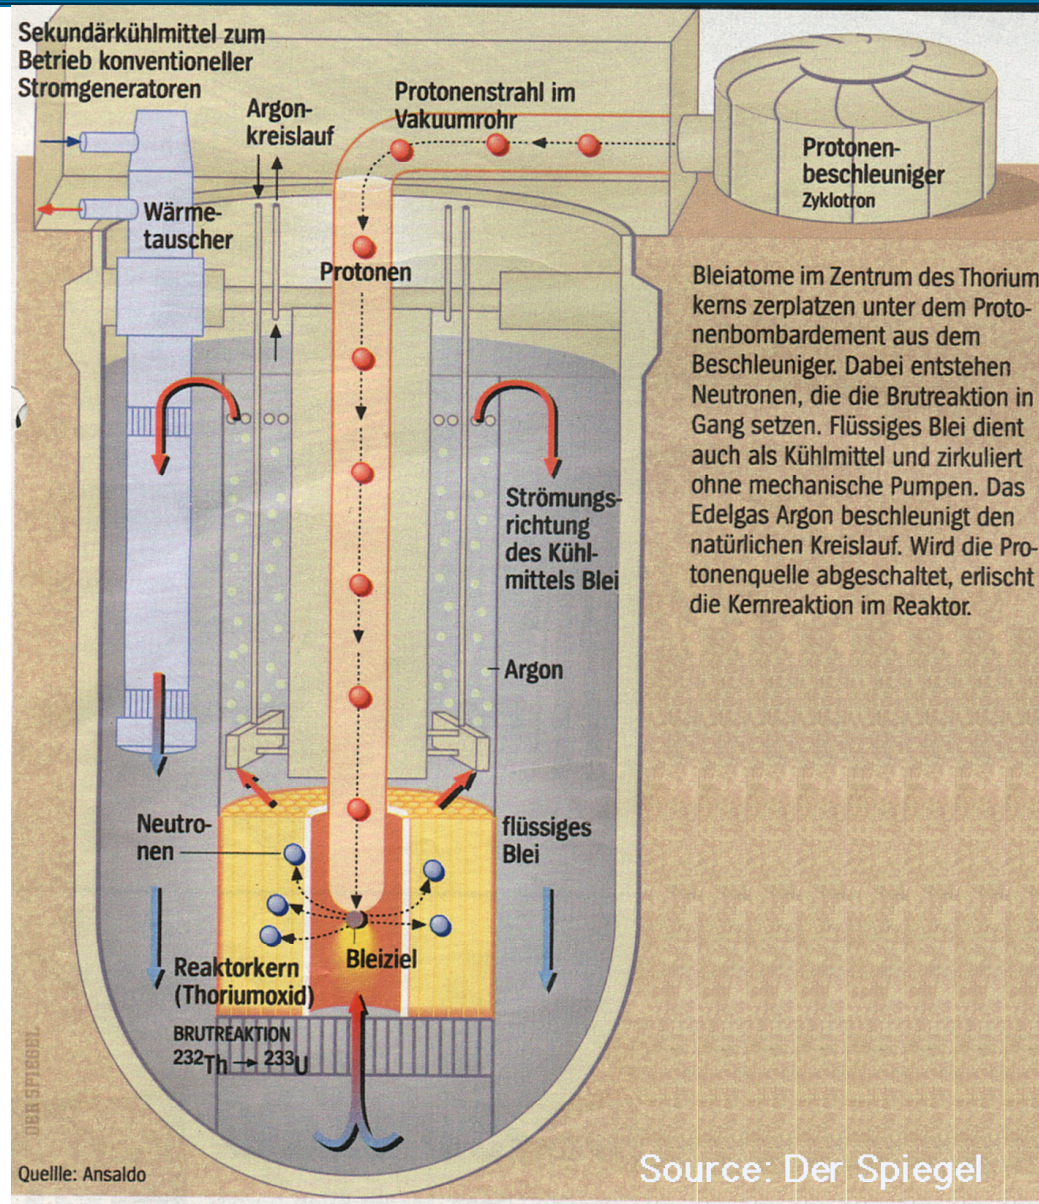 Sekundärkühlmittel zum
Betrieb konventioneller
Stromgeneratoren
Argon-
kreislauf
Protonenstrahl im
Vakuumrohr
Protonen-
beschleuniger
Zyklotron
Wärme-
tauscher
Protonen
Bleiatome im Zentrum des Thorium
kerns zerplatzen unter dem Proto-
nenbombardement aus dem
Beschleuniger. Dabei entstehen
Neutronen, die die Brutreaktion in
Gang setzen. Flüssiges Blei dient
auch als Kühlmittel und zirkuliert
ohne mechanische Pumpen. Das
Edelgas Argon beschleunigt den
natürlichen Kreislauf. Wird die Pro-
tonenquelle abgeschaltet, erlischt
die Kernreaktion im Reaktor.
Strömungs-
richtung
des Kühl-
mittels Blei
Argon
Neutro-
nen
flüssiges
Blei
Bleiziel
Reaktorkern
(Thoriumoxid)
BRUTREAKTION
²³²Th → ²³³U
DER SPIEGEL
Quellle: Ansaldo
Source: Der Spiegel